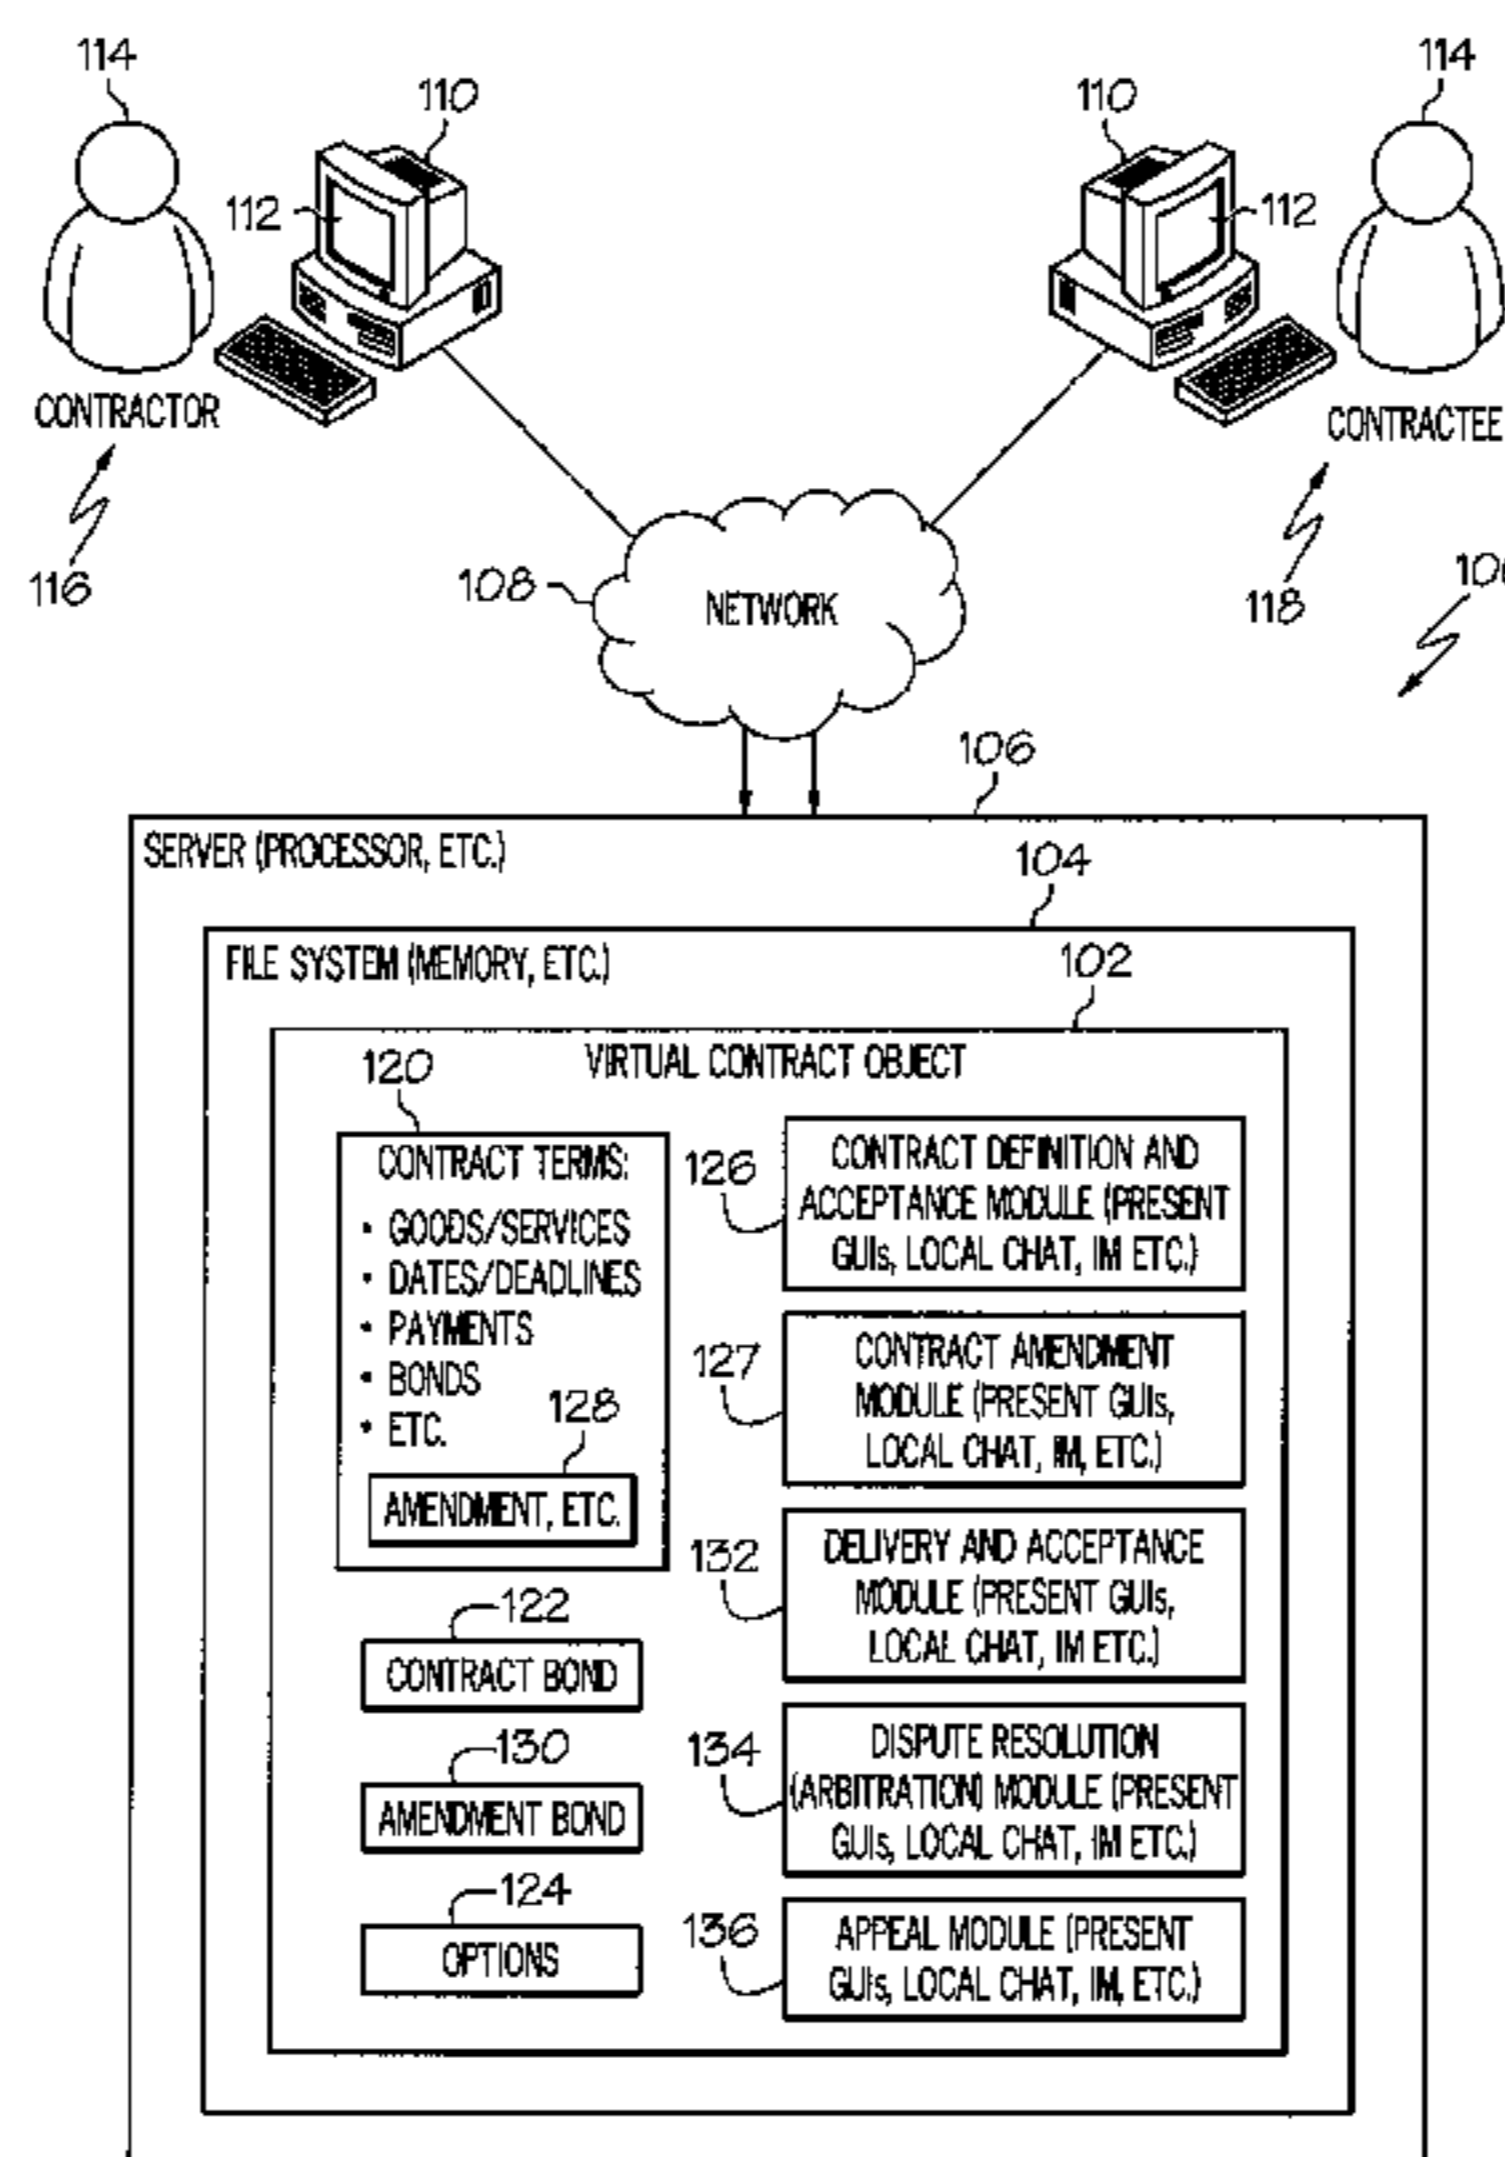 114
110
110
114
112
112
CONTRACTOR
CONTRACTEE
116
108
NETWORK
118
106
SERVER (PROCESSOR, ETC.)
104
FILE SYSTEM (MEMORY, ETC.)
102
VIRTUAL CONTRACT OBJECT
120
CONTRACT TERMS:
• GOODS/SERVICES
• DATES/DEADLINES
• PAYMENTS
• BONDS
• ETC.
128
AMENDMENT, ETC.
122
CONTRACT BOND
130
AMENDMENT BOND
124
OPTIONS
126
CONTRACT DEFINITION AND
ACCEPTANCE MODULE (PRESENT
GUIs, LOCAL CHAT, IM ETC.)
127
CONTRACT AMENDMENT
MODULE (PRESENT GUIs,
LOCAL CHAT, IM, ETC.)
132
DELIVERY AND ACCEPTANCE
MODULE (PRESENT GUIs,
LOCAL CHAT, IM ETC.)
134
DISPUTE RESOLUTION
(ARBITRATION) MODULE (PRESENT
GUIs, LOCAL CHAT, IM ETC.)
136
APPEAL MODULE (PRESENT
GUIs, LOCAL CHAT, IM, ETC.)